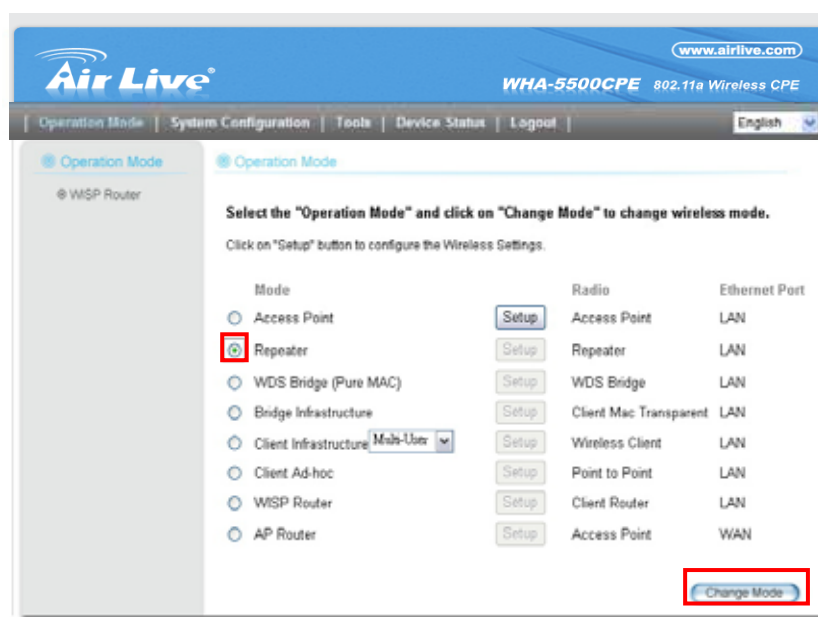 www.airlive.com
Air Live®
WHA-5500CPE 802.11a Wireless CPE
Operation Mode | System Configuration | Tools | Device Status | Logout |
English
Operation Mode
Operation Mode
WISP Router
Select the "Operation Mode" and click on "Change Mode" to change wireless mode.
Click on "Setup" button to configure the Wireless Settings.
Mode Radio Ethernet Port
Access Point Setup Access Point LAN
Repeater Setup Repeater LAN
WDS Bridge (Pure MAC) Setup WDS Bridge LAN
Bridge Infrastructure Setup Client Mac Transparent LAN
Client Infrastructure Multi-User Setup Wireless Client LAN
Client Ad-hoc Setup Point to Point LAN
WISP Router Setup Client Router LAN
AP Router Setup Access Point WAN
Change Mode